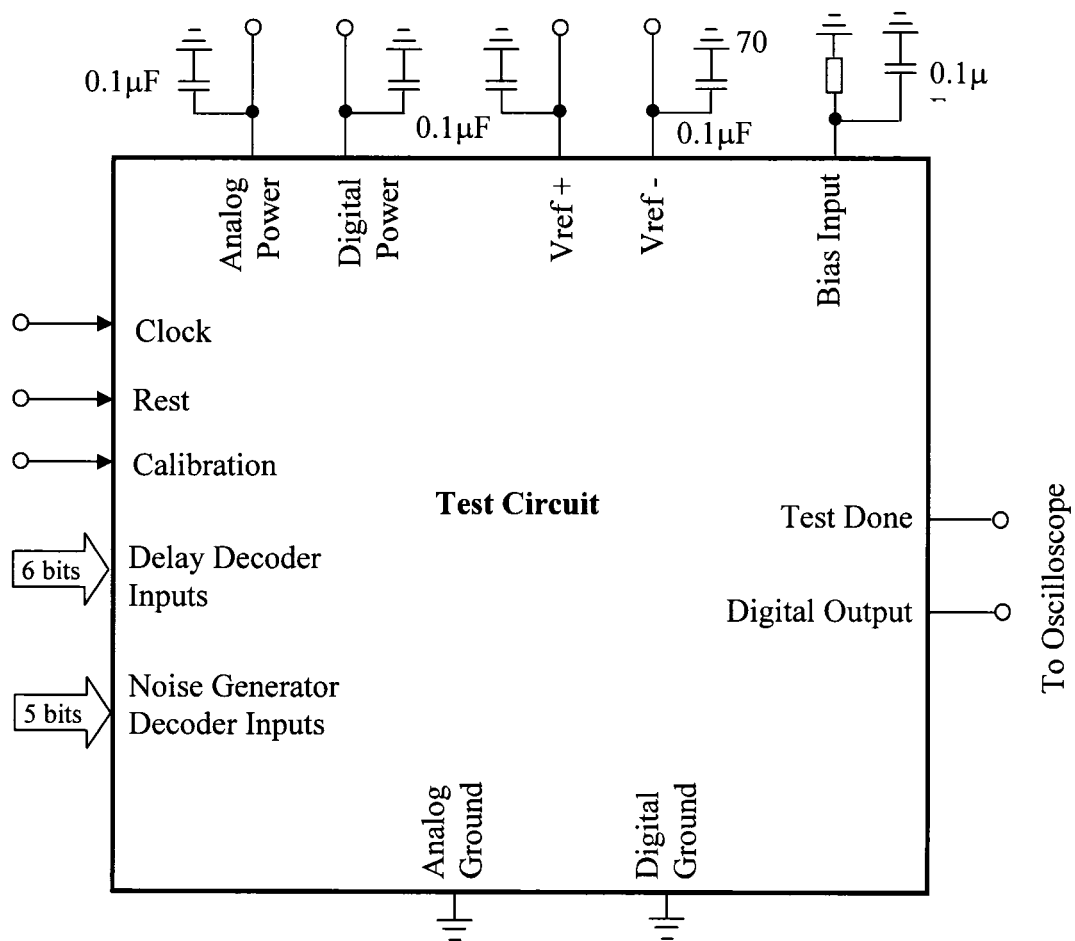 70
0.1μF
0.1μ
0.1μF
0.1μF
Analog
Power
Digital
Power
Vref +
Vref -
Bias Input
Clock
Rest
Calibration
Test Circuit
Test Done
6 bits
Delay Decoder
Inputs
Digital Output
To Oscilloscope
5 bits
Noise Generator
Decoder Inputs
Analog
Ground
Digital
Ground